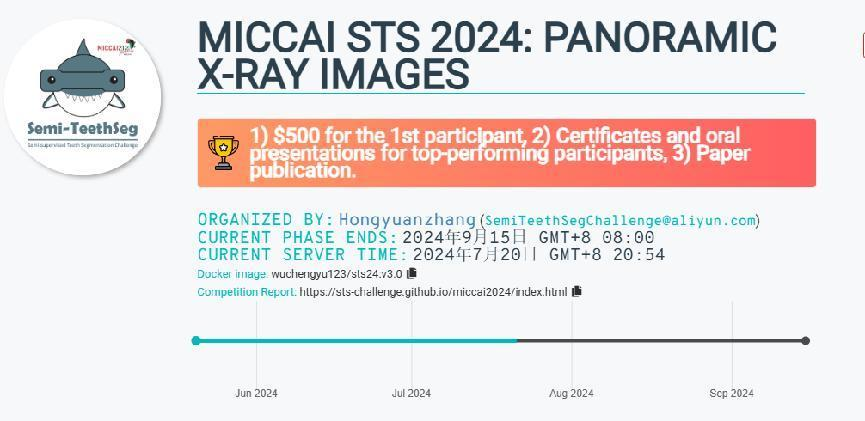 MICCAI STS 2024: PANORAMIC
X-RAY IMAGES
Semi-TeethSeg
Semi-supervised Teeth Segmentation Challenge
1) $500 for the 1st participant, 2) Certificates and oral
presentations for top-performing participants, 3) Paper
publication.
ORGANIZED BY: Hongyuanzhang (SemiTeethSegChallenge@aliyun.com)
CURRENT PHASE ENDS: 2024年9月15日 GMT+8 08:00
CURRENT SERVER TIME: 2024年7月20日 GMT+8 20:54
Docker image: wuchengyu123/sts24:v3.0
Competition Report: https://sts-challenge.github.io/miccai2024/index.html
Jun 2024 Jul 2024 Aug 2024 Sep 2024